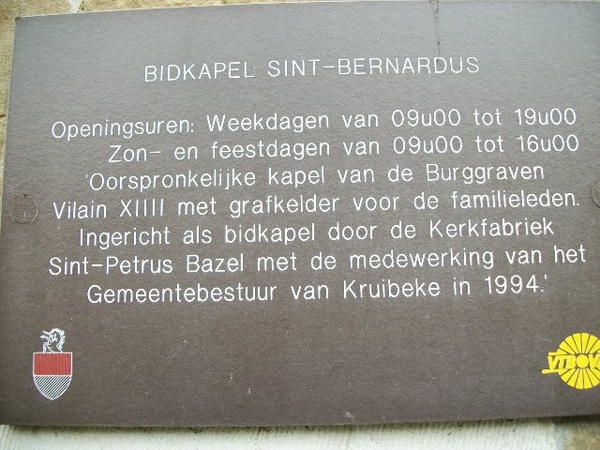 BIDKAPEL SINT-BERNARDUS
Openingsuren: Weekdagen van 09u00 tot 19u00
Zon- en feestdagen van 09u00 tot 16u00
'Oorspronkelijke kapel van de Burggraven
Vilain XIIII met grafkelder voor de familieleden.
Ingericht als bidkapel door de Kerkfabriek
Sint-Petrus Bazel met de medewerking van het
Gemeentebestuur van Kruibeke in 1994.'